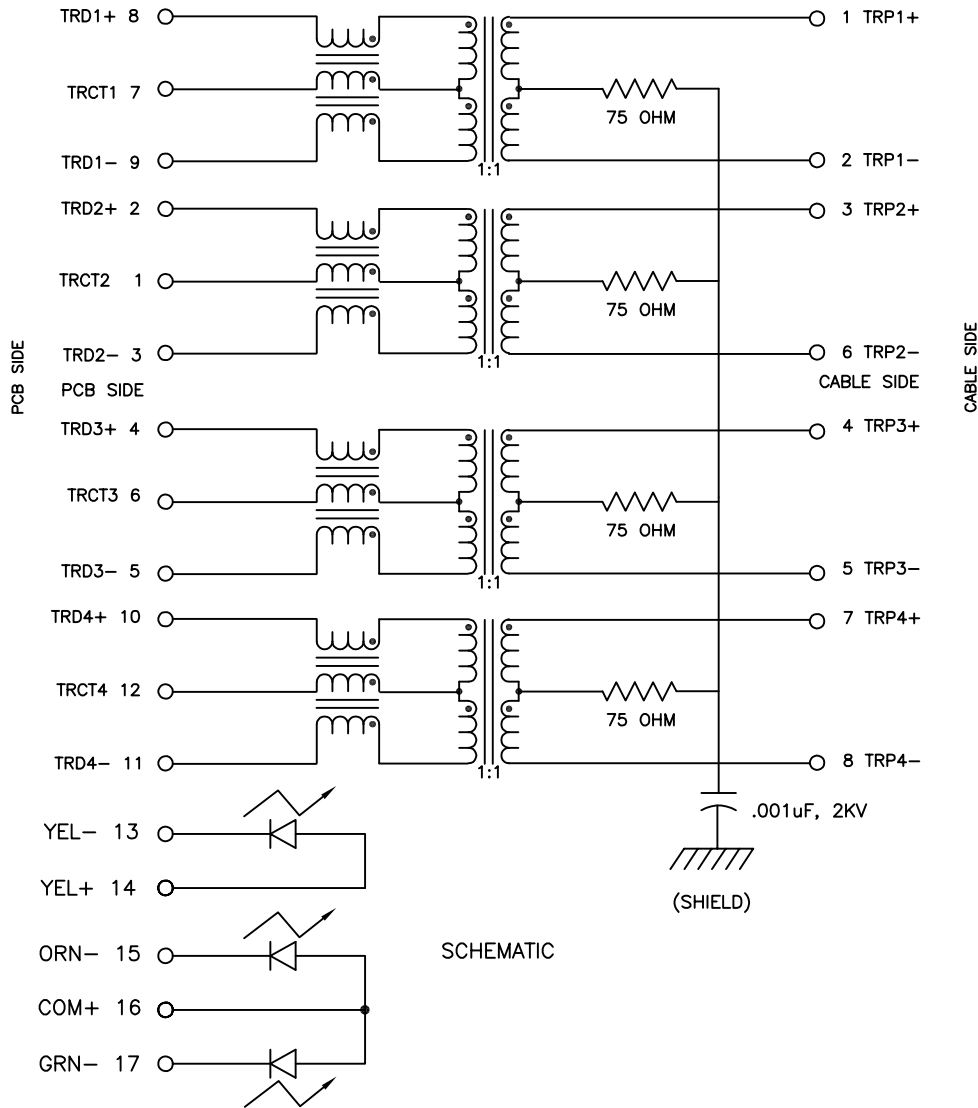 TRD1+ 8
1 TRP1+
TRCT1 7
75 OHM
TRD1- 9
1:1
2 TRP1-
TRD2+ 2
3 TRP2+
TRCT2 1
75 OHM
TRD2- 3
1:1
6 TRP2-
PCB SIDE
PCB SIDE
CABLE SIDE
CABLE SIDE
TRD3+ 4
4 TRP3+
TRCT3 6
75 OHM
TRD3- 5
1:1
5 TRP3-
TRD4+ 10
7 TRP4+
TRCT4 12
75 OHM
TRD4- 11
1:1
8 TRP4-
.001uF, 2KV
YEL- 13
YEL+ 14
(SHIELD)
ORN- 15
SCHEMATIC
COM+ 16
GRN- 17